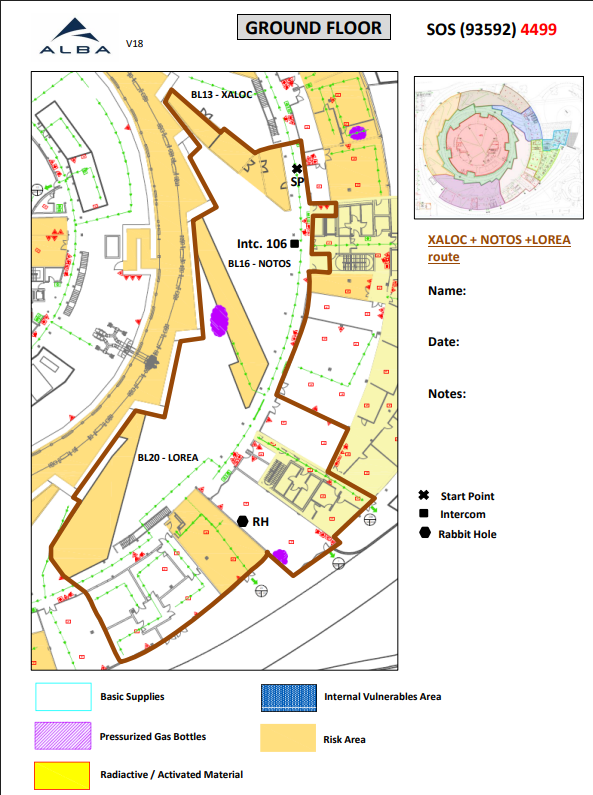 ALBA
V18
GROUND FLOOR
SOS (93592) 4499
BL13 - XALOC
SP
Intc. 106
BL16 - NOTOS
BL20 - LOREA
RH
XALOC + NOTOS +LOREA
route
Name:
Date:
Notes:
Start Point
Intercom
Rabbit Hole
Basic Supplies
Internal Vulnerables Area
Pressurized Gas Bottles
Risk Area
Radiactive / Activated Material